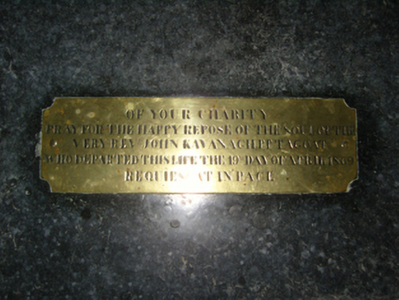 OF YOUR CHARITY
PRAY FOR THE HAPPY REPOSE OF THE SOUL OF THE
VERY REV. JOHN KAVANAGH PP
WHO DEPARTED THIS LIFE THE 19 DAY OF APRIL
REQUIESCAT IN PACE